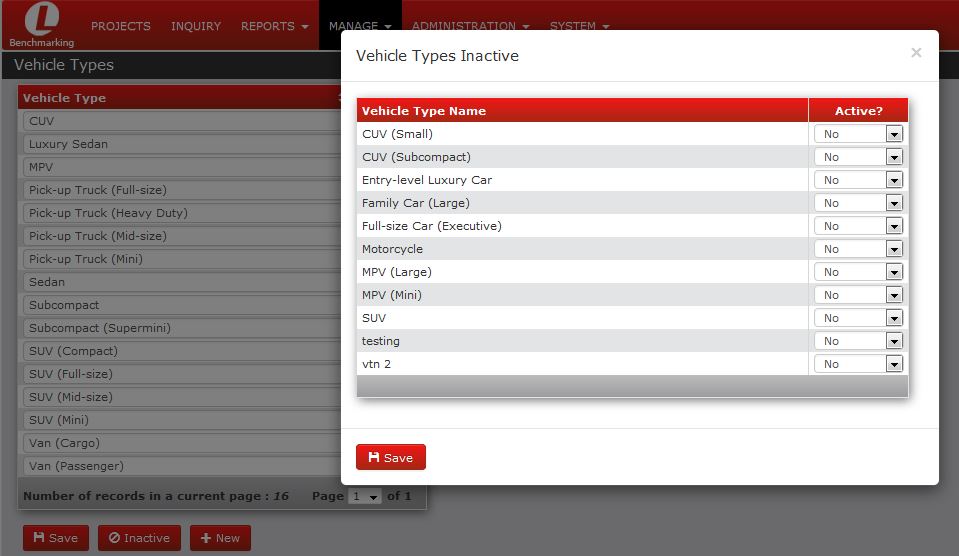 L
Benchmarking
PROJECTS INQUIRY REPORTS MANAGE ADMINISTRATION SYSTEM
Vehicle Types
Vehicle Type
CUV
Luxury Sedan
MPV
Pick-up Truck (Full-size)
Pick-up Truck (Heavy Duty)
Pick-up Truck (Mid-size)
Pick-up Truck (Mini)
Sedan
Subcompact
Subcompact (Supermini)
SUV (Compact)
SUV (Full-size)
SUV (Mid-size)
SUV (Mini)
Van (Cargo)
Van (Passenger)
Number of records in a current page : 16 Page 1 of 1
Save Inactive New
Vehicle Types Inactive ×
Vehicle Type Name Active?
CUV (Small) No
CUV (Subcompact) No
Entry-level Luxury Car No
Family Car (Large) No
Full-size Car (Executive) No
Motorcycle No
MPV (Large) No
MPV (Mini) No
SUV No
testing No
vtn 2 No
Save